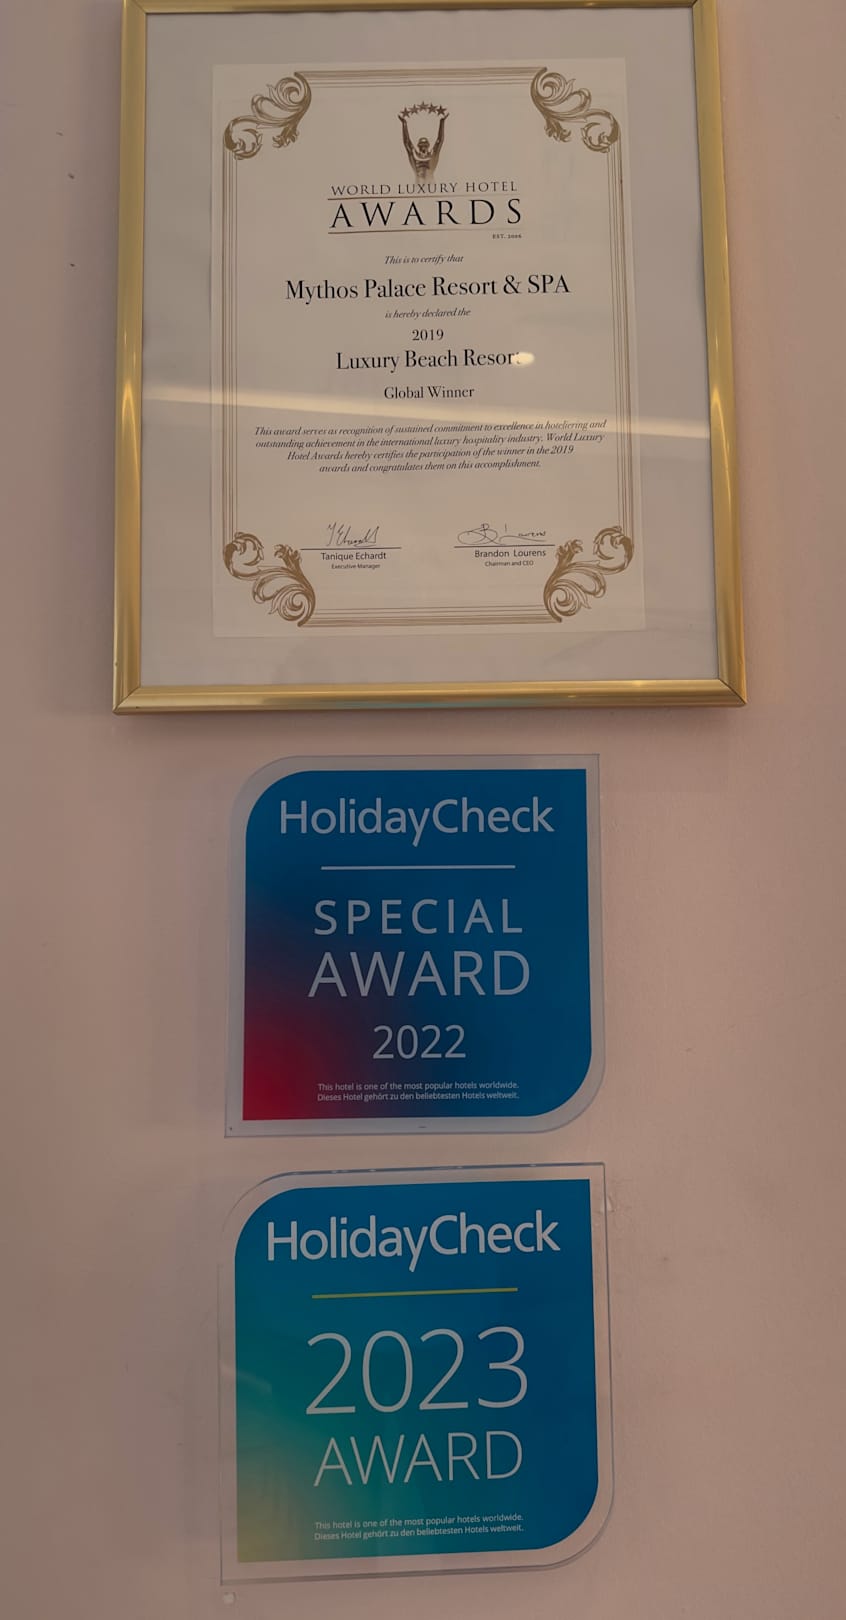 WORLD LUXURY HOTEL
AWARDS
EST. 2006
This is to certify that
Mythos Palace Resort & SPA
is hereby declared the
2019
Luxury Beach Resort
Global Winner
This award serves as recognition of sustained commitment to excellence in hoteliering and
outstanding achievement in the international luxury hospitality industry. World Luxury
Hotel Awards hereby certifies the participation of the winner in the 2019
awards and congratulates them on this accomplishment.
Tanique Echardt
Executive Manager
Brandon Lourens
Chairman and CEO
HolidayCheck
SPECIAL
AWARD
2022
This hotel is one of the most popular hotels worldwide.
Dieses Hotel gehört zu den beliebtesten Hotels weltweit.
HolidayCheck
2023
AWARD
This hotel is one of the most popular hotels worldwide.
Dieses Hotel gehört zu den beliebtesten Hotels weltweit.